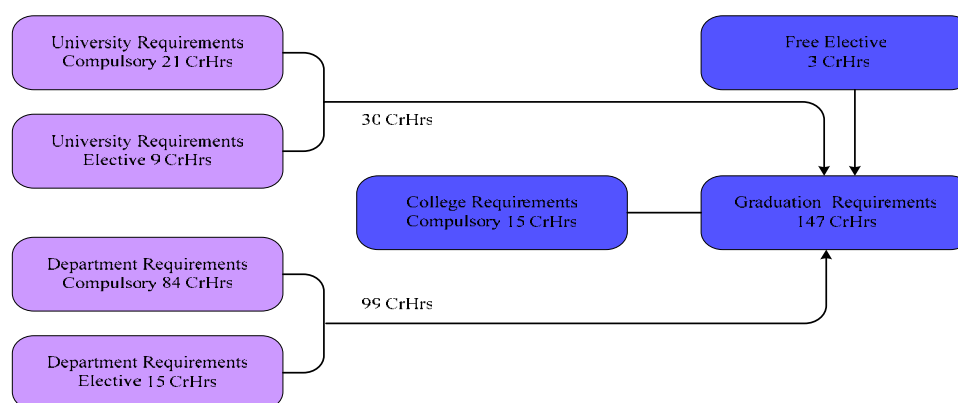 University Requirements
Compulsory 21 CrHrs
Free Elective
3 CrHrs
30 CrHrs
University Requirements
Elective 9 CrHrs
College Requirements
Compulsory 15 CrHrs
Graduation Requirements
147 CrHrs
Department Requirements
Compulsory 84 CrHrs
99 CrHrs
Department Requirements
Elective 15 CrHrs